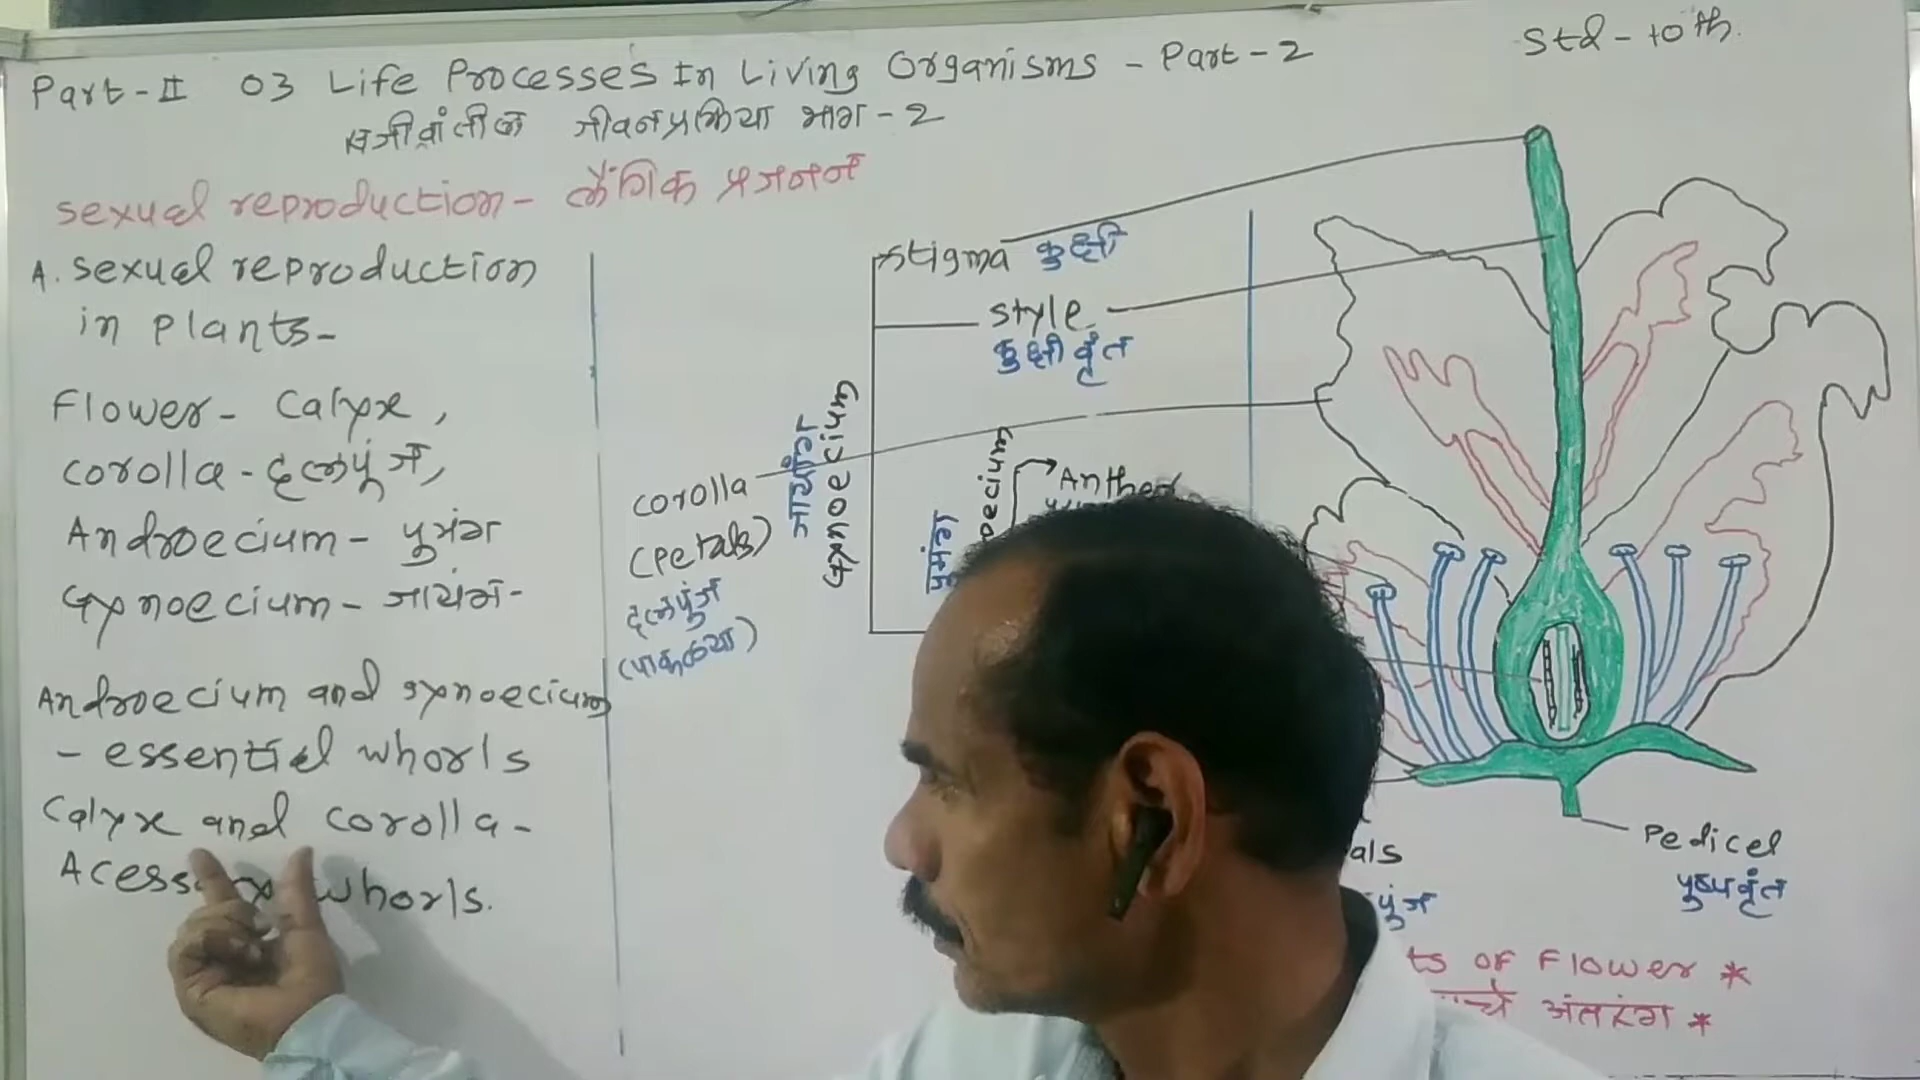 Std - 10th.
Part-II 03 Life Processes In Living Organisms - Part-2
सजीवांतील जीवनप्रक्रिया भाग-2
Sexual reproduction - लैंगिक प्रजनन
A. Sexual reproduction
in Plants-
Flower - Calyx,
Corolla - दलपूंज,
Androecium - पुमंग
Gynoecium - जायांग-
Androecium and gynoecium
- essential whorls
Calyx and corolla -
whorls.
Stigma कुक्षी
Style
कुक्षीवृंत
जायांग
Gynoecium
corolla
(Petals)
दलपूंज
(पाकळ्या)
पुमंग
Pedicel
पुष्पवृंत
OF Flower *
अंतरंग *